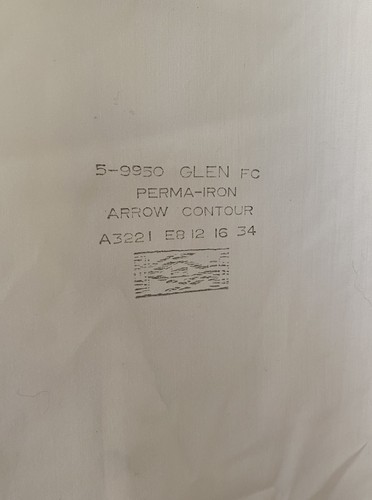 5-9950 GLEN FC
PERMA-IRON
ARROW CONTOUR
A3221 E8 12 16 34